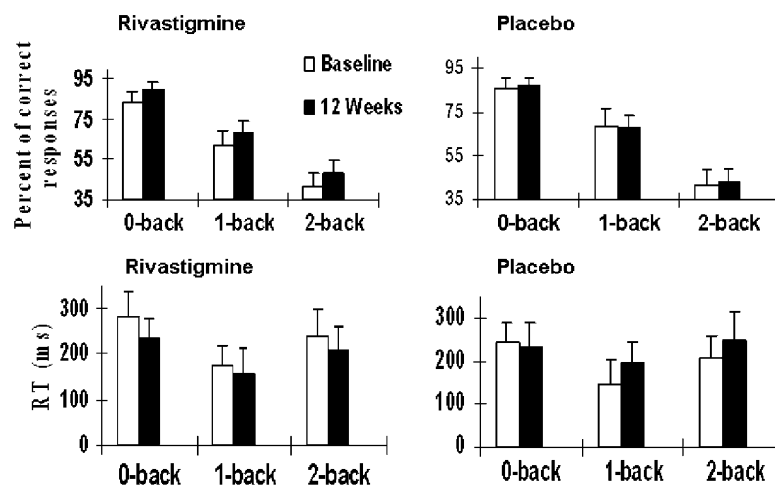 Rivastigmine
Placebo
Percent of correct
responses
95
75
55
35
Baseline
12 Weeks
95
75
55
35
0-back 1-back 2-back
0-back 1-back 2-back
Rivastigmine
Placebo
RT (ms)
300
200
100
0
300
200
100
0
0-back 1-back 2-back
0-back 1-back 2-back